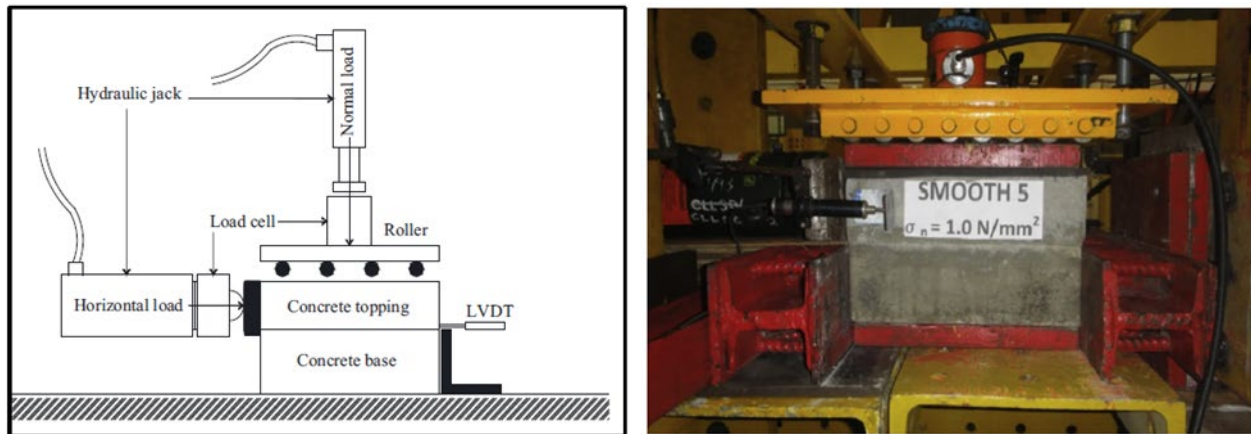 Hydraulic jack
Normal load
Load cell
Roller
Horizontal load
Concrete topping
LVDT
Concrete base
SMOOTH 5
σ n = 1.0 N/mm²